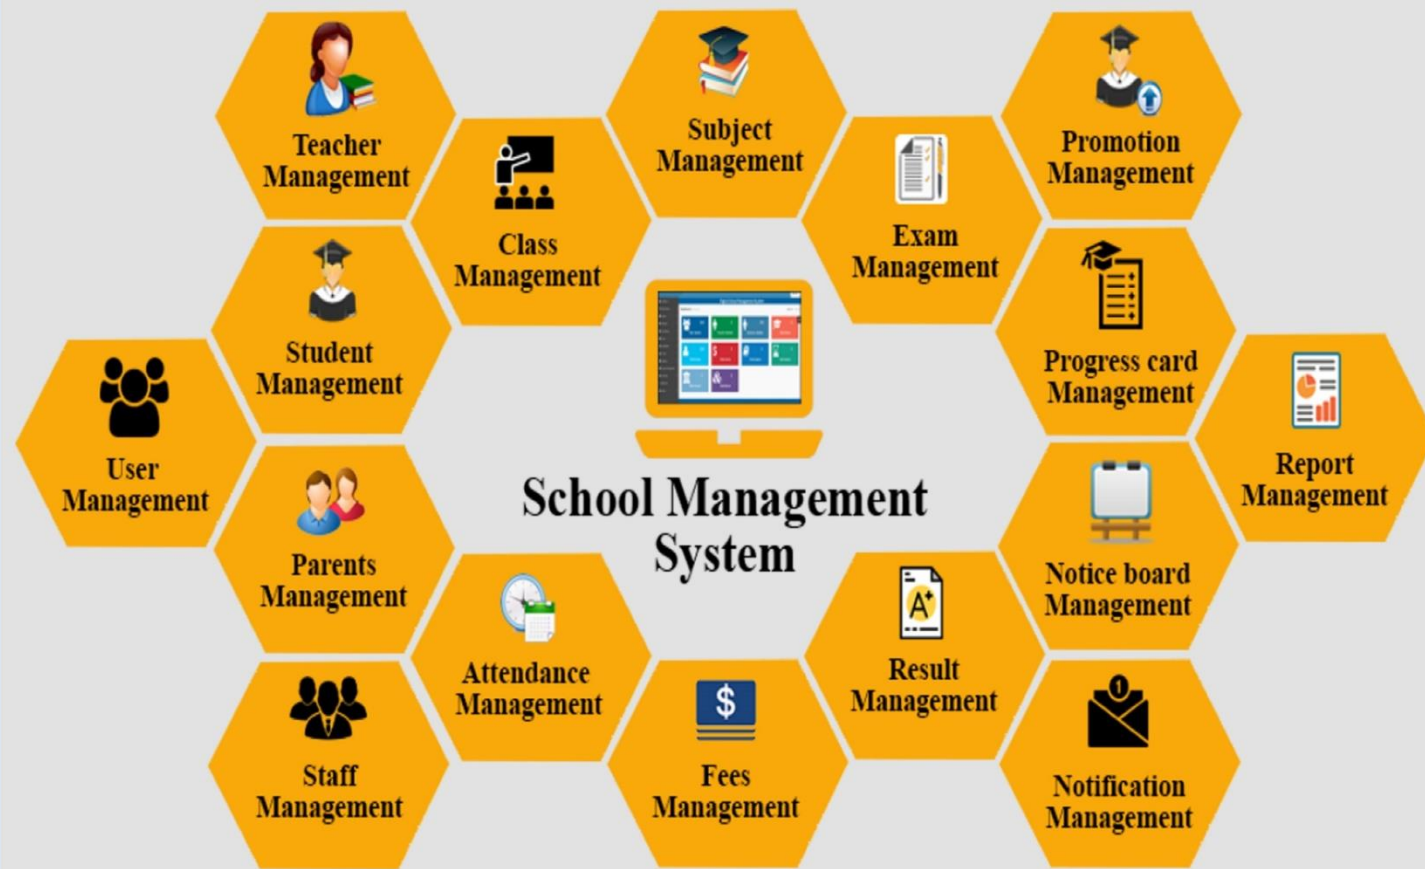 Teacher
Management
Subject
Management
Promotion
Management
Class
Management
Exam
Management
Student
Management
Progress card
Management
User
Management
Report
Management
School Management
System
Parents
Management
Notice board
Management
Attendance
Management
A+
Result
Management
Staff
Management
$
Fees
Management
1
Notification
Management